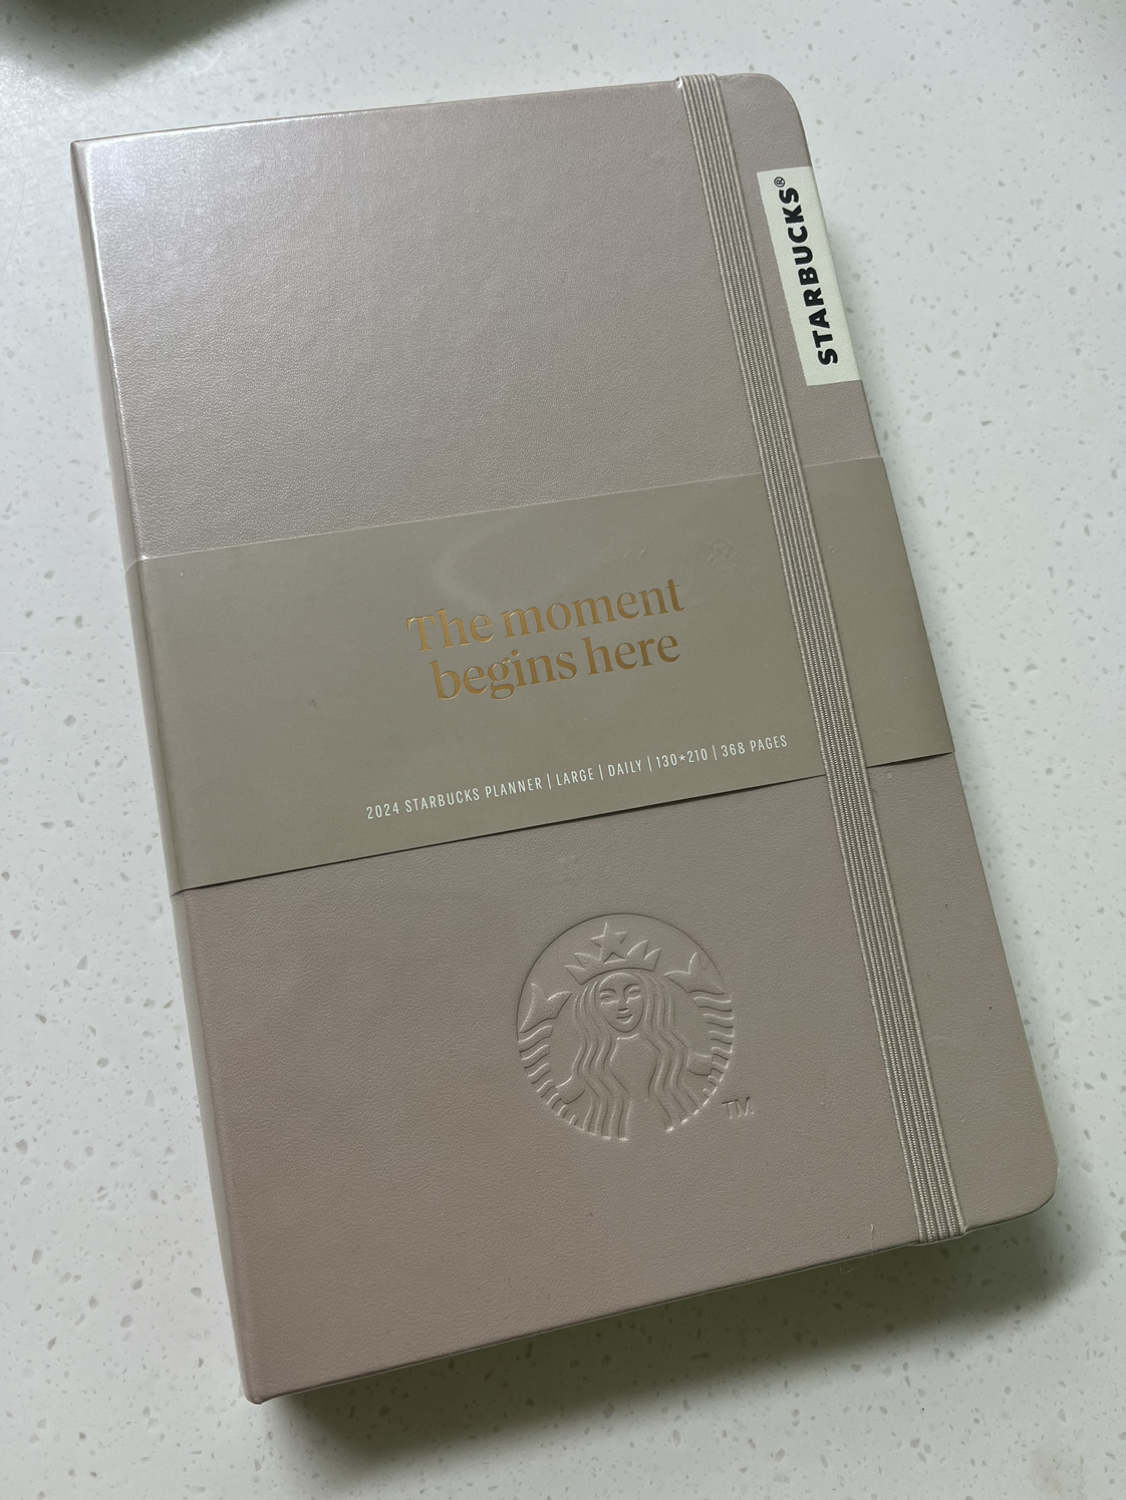 STARBUCKS®
The moment
begins here
2024 STARBUCKS PLANNER | LARGE | DAILY | 130*210 | 368 PAGES
TM